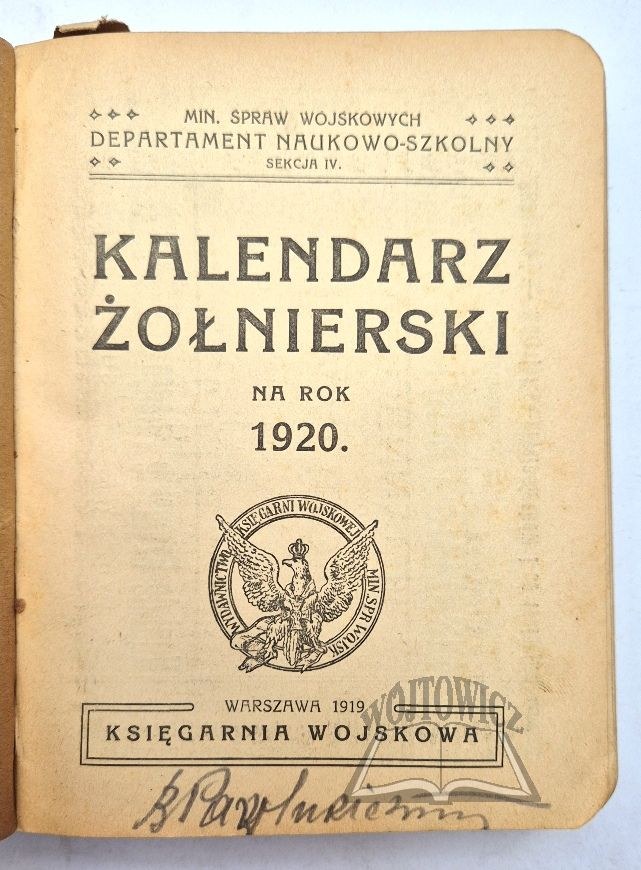 MIN. SPRAW WOJSKOWYCH
DEPARTAMENT NAUKOWO-SZKOLNY
SEKCJA IV.
KALENDARZ
ŻOŁNIERSKI
NA ROK
1920.
WYDAWNICTWO KSIĘGARNI WOJSKOWEJ MIN. SPR. WOJSK
WARSZAWA 1919
KSIĘGARNIA WOJSKOWA
WÓJTOWICZ